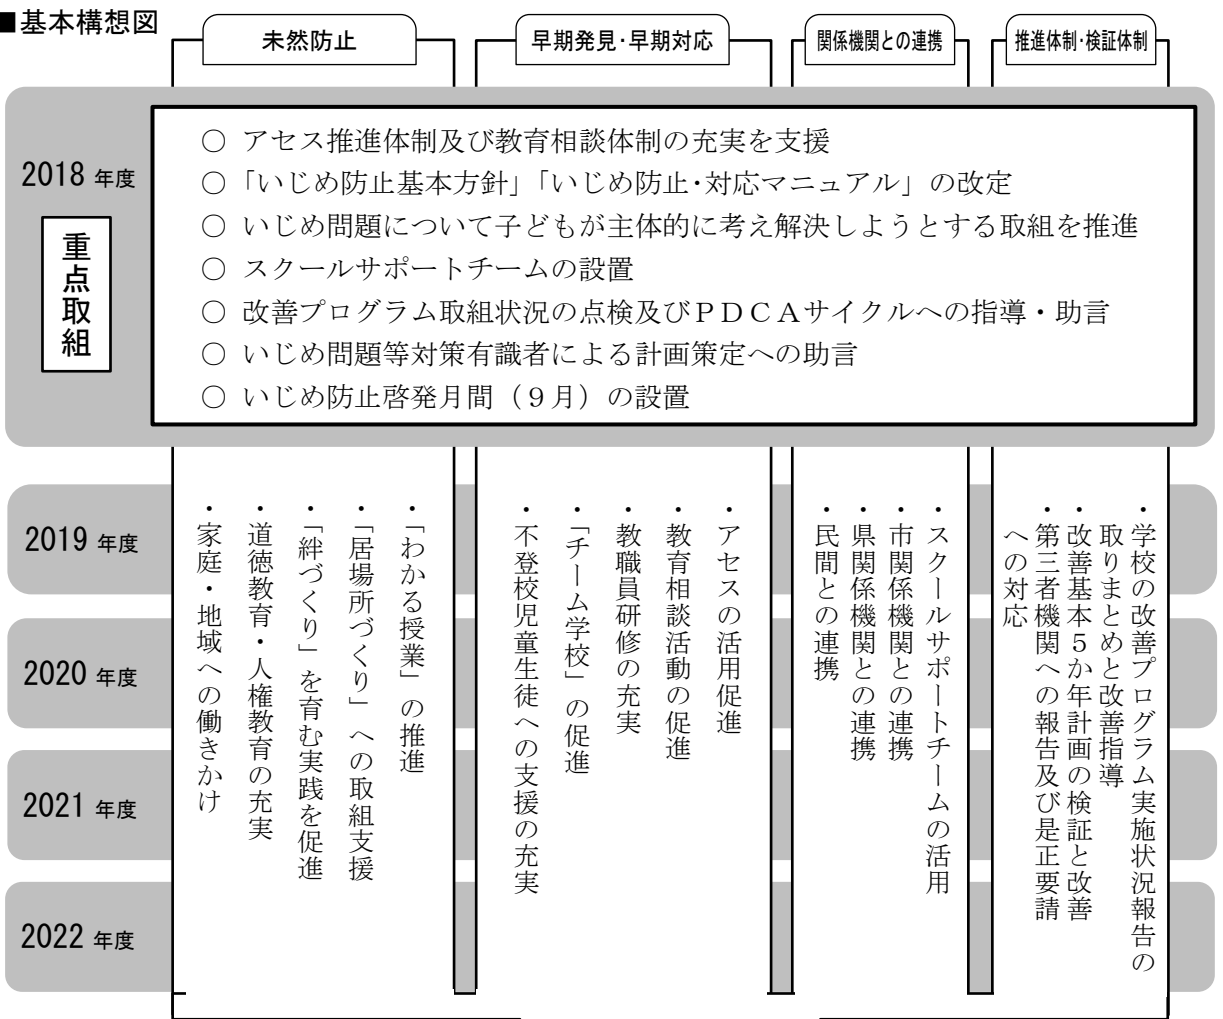 ■基本構想図
未然防止
早期発見・早期対応
関係機関との連携
推進体制・検証体制
2018 年度
重点取組
○ アセス推進体制及び教育相談体制の充実を支援
○「いじめ防止基本方針」「いじめ防止・対応マニュアル」の改定
○ いじめ問題について子どもが主体的に考え解決しようとする取組を推進
○ スクールサポートチームの設置
○ 改善プログラム取組状況の点検及びPDCAサイクルへの指導・助言
○ いじめ問題等対策有識者による計画策定への助言
○ いじめ防止啓発月間（9月）の設置
2019 年度
2020 年度
2021 年度
2022 年度
・「わかる授業」の推進
・「居場所づくり」への取組支援
・「絆づくり」を育む実践を促進
・道徳教育・人権教育の充実
・家庭・地域への働きかけ
・アセスの活用促進
・教育相談活動の促進
・教職員研修の充実
・「チーム学校」の促進
・不登校児童生徒への支援の充実
・スクールサポートチームの活用
・市関係機関との連携
・県関係機関との連携
・民間との連携
・学校の改善プログラム実施状況報告の
取りまとめと改善指導
・改善基本5か年計画の検証と改善
・第三者機関への報告及び是正要請
への対応